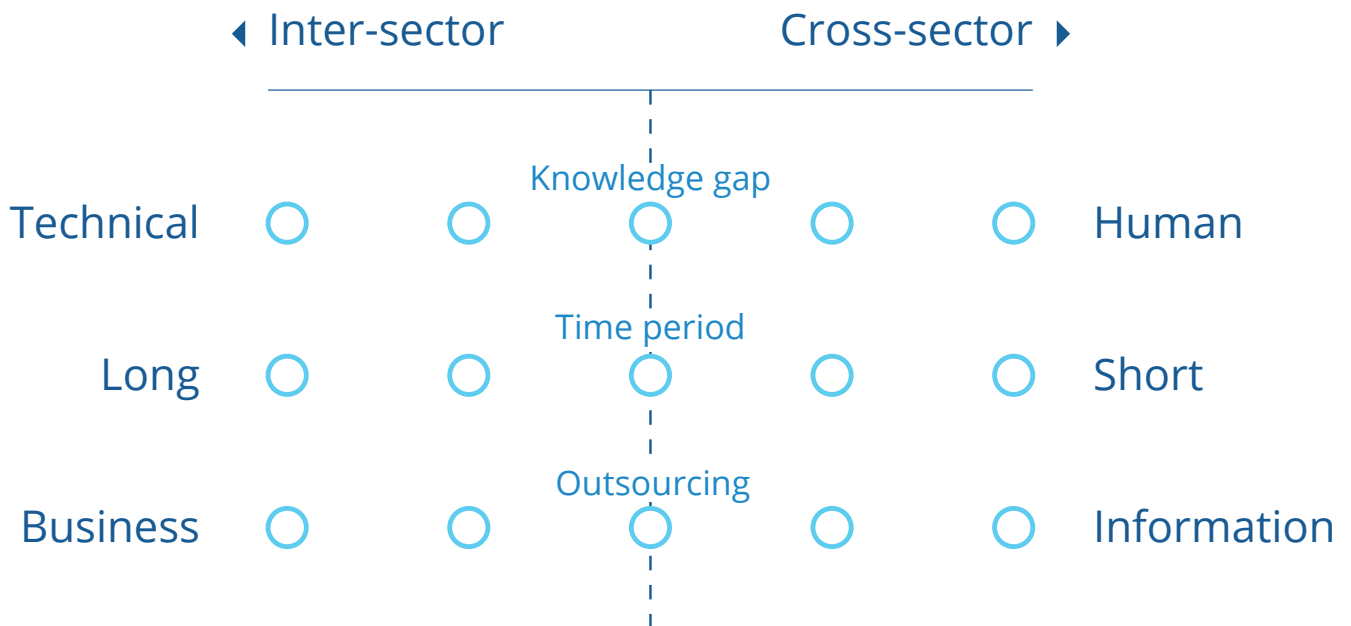 Inter-sector Cross-sector
Knowledge gap
Technical Human
Time period
Long Short
Outsourcing
Business Information